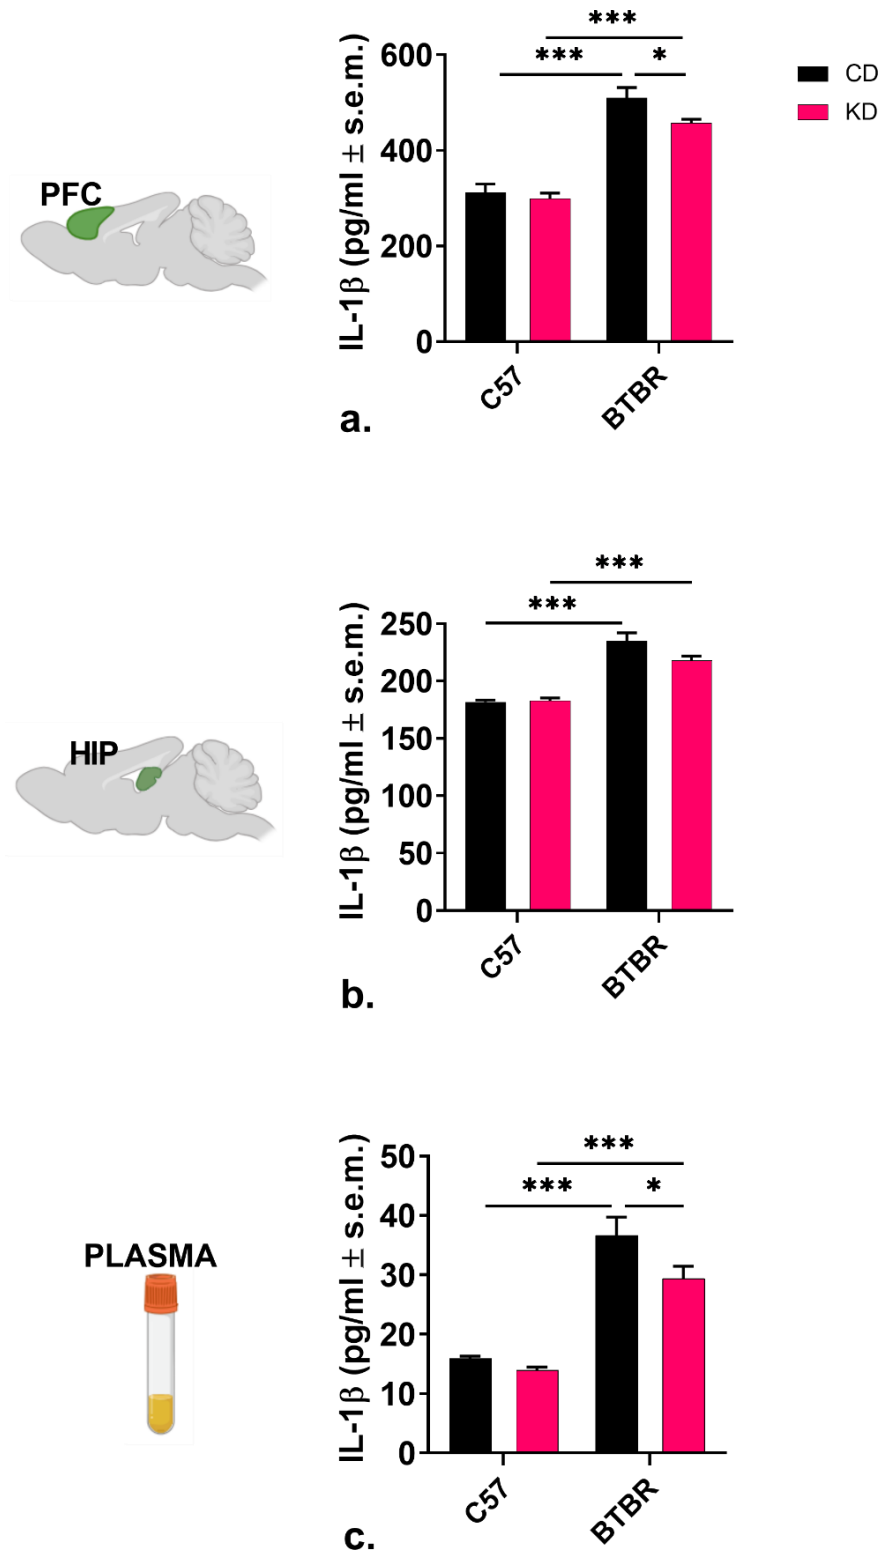 ***
*** *
600
400
200
0
IL-1β (pg/ml ± s.e.m.)
CD
KD
PFC
C57
BTBR
a.
***
***
250
200
150
100
50
0
IL-1β (pg/ml ± s.e.m.)
HIP
C57
BTBR
b.
***
*** *
50
40
30
20
10
0
IL-1β (pg/ml ± s.e.m.)
PLASMA
C57
BTBR
c.